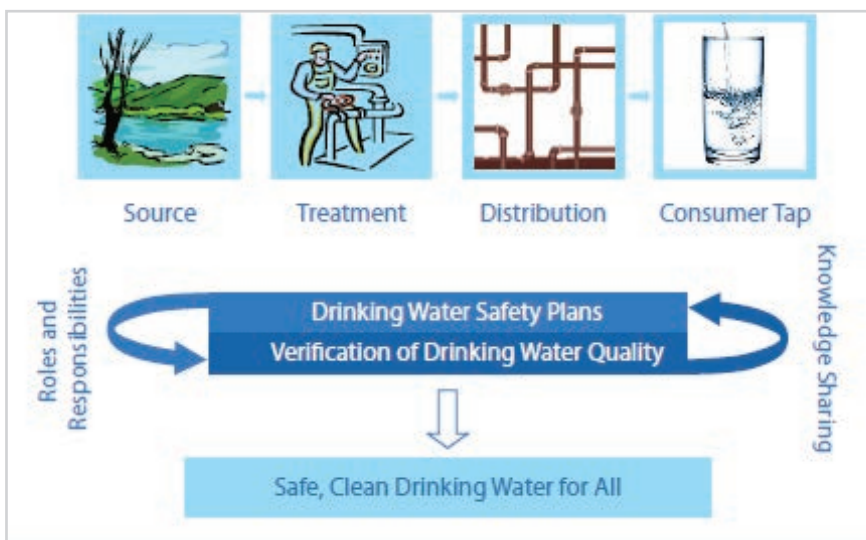 Source
Treatment
Distribution
Consumer Tap
Roles and
Responsibilities
Drinking Water Safety Plans
Verification of Drinking Water Quality
Knowledge Sharing
Safe, Clean Drinking Water for All